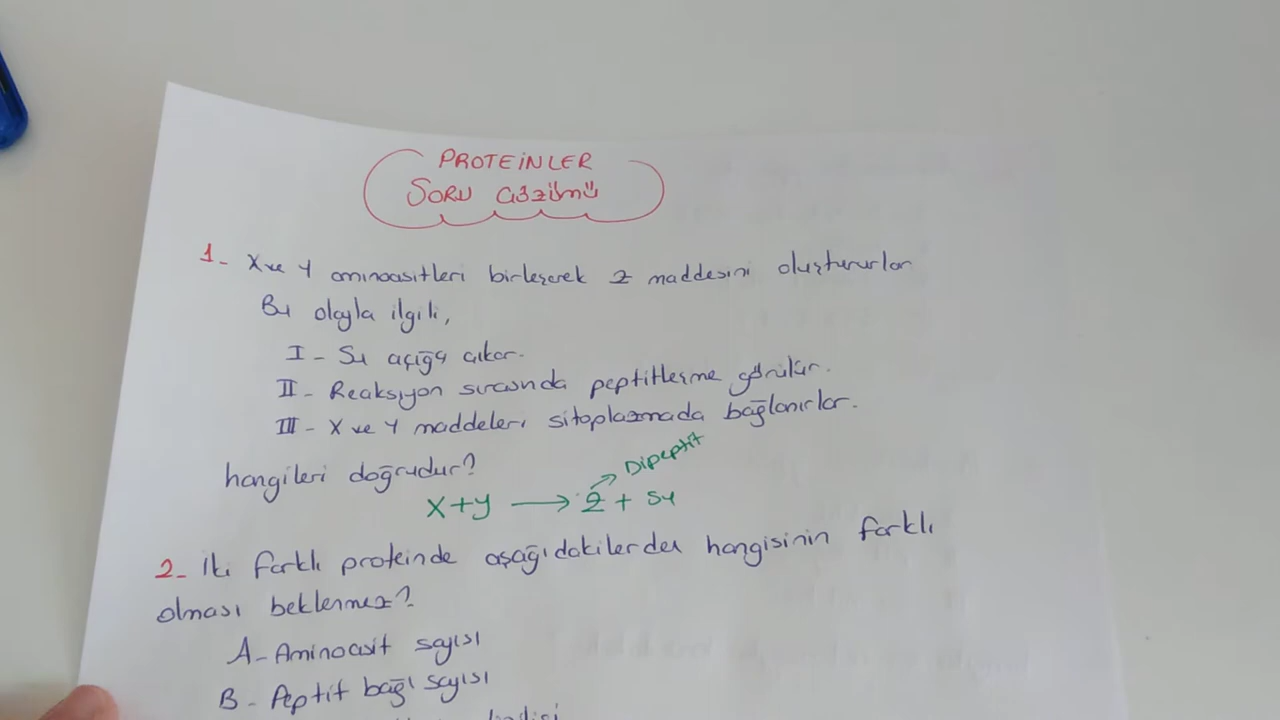 PROTEİNLER
SORU ÇÖZÜMÜ
1- X ve Y aminoasitleri birleşerek Z maddesini oluştururlar
Bu olayla ilgili,
I - Su açığa çıkar.
II - Reaksiyon sırasında peptitleşme görülür.
III - X ve Y maddeleri sitoplazmada bağlanırlar.
hangileri doğrudur?
Dipeptit
X+y → Z + su
2- İki farklı proteinde aşağıdakilerden hangisinin farklı
olması beklenmez?
A- Aminoasit sayısı
B- Peptit bağı sayısı